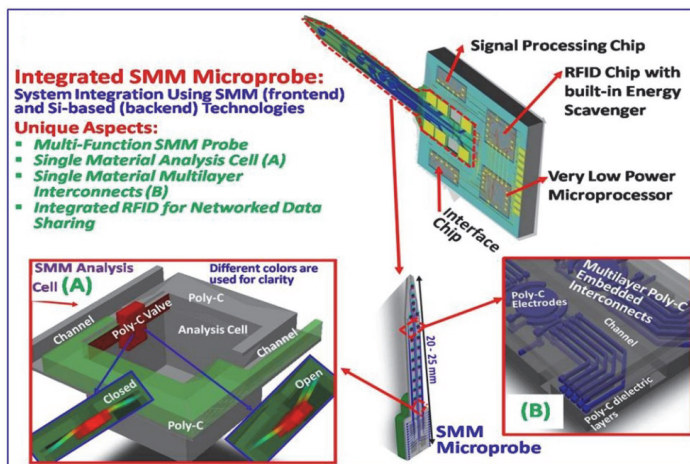 Integrated SMM Microprobe:
System Integration Using SMM (frontend)
and Si-based (backend) Technologies
Unique Aspects:
▪ Multi-Function SMM Probe
▪ Single Material Analysis Cell (A)
▪ Single Material Multilayer
Interconnects (B)
▪ Integrated RFID for Networked Data
Sharing
Signal Processing Chip
RFID Chip with
built-in Energy
Scavenger
Very Low Power
Microprocessor
Interface
Chip
SMM Analysis
Cell (A)
Different colors are
used for clarity
Poly-C
Channel
Poly-C Valve
Analysis Cell
Channel
Closed
Open
Poly-C
20 - 25 mm
SMM
Microprobe
Multilayer Poly-C
Embedded
Interconnects
Poly-C
Electrodes
Channel
(B)
Poly-C dielectric
layers